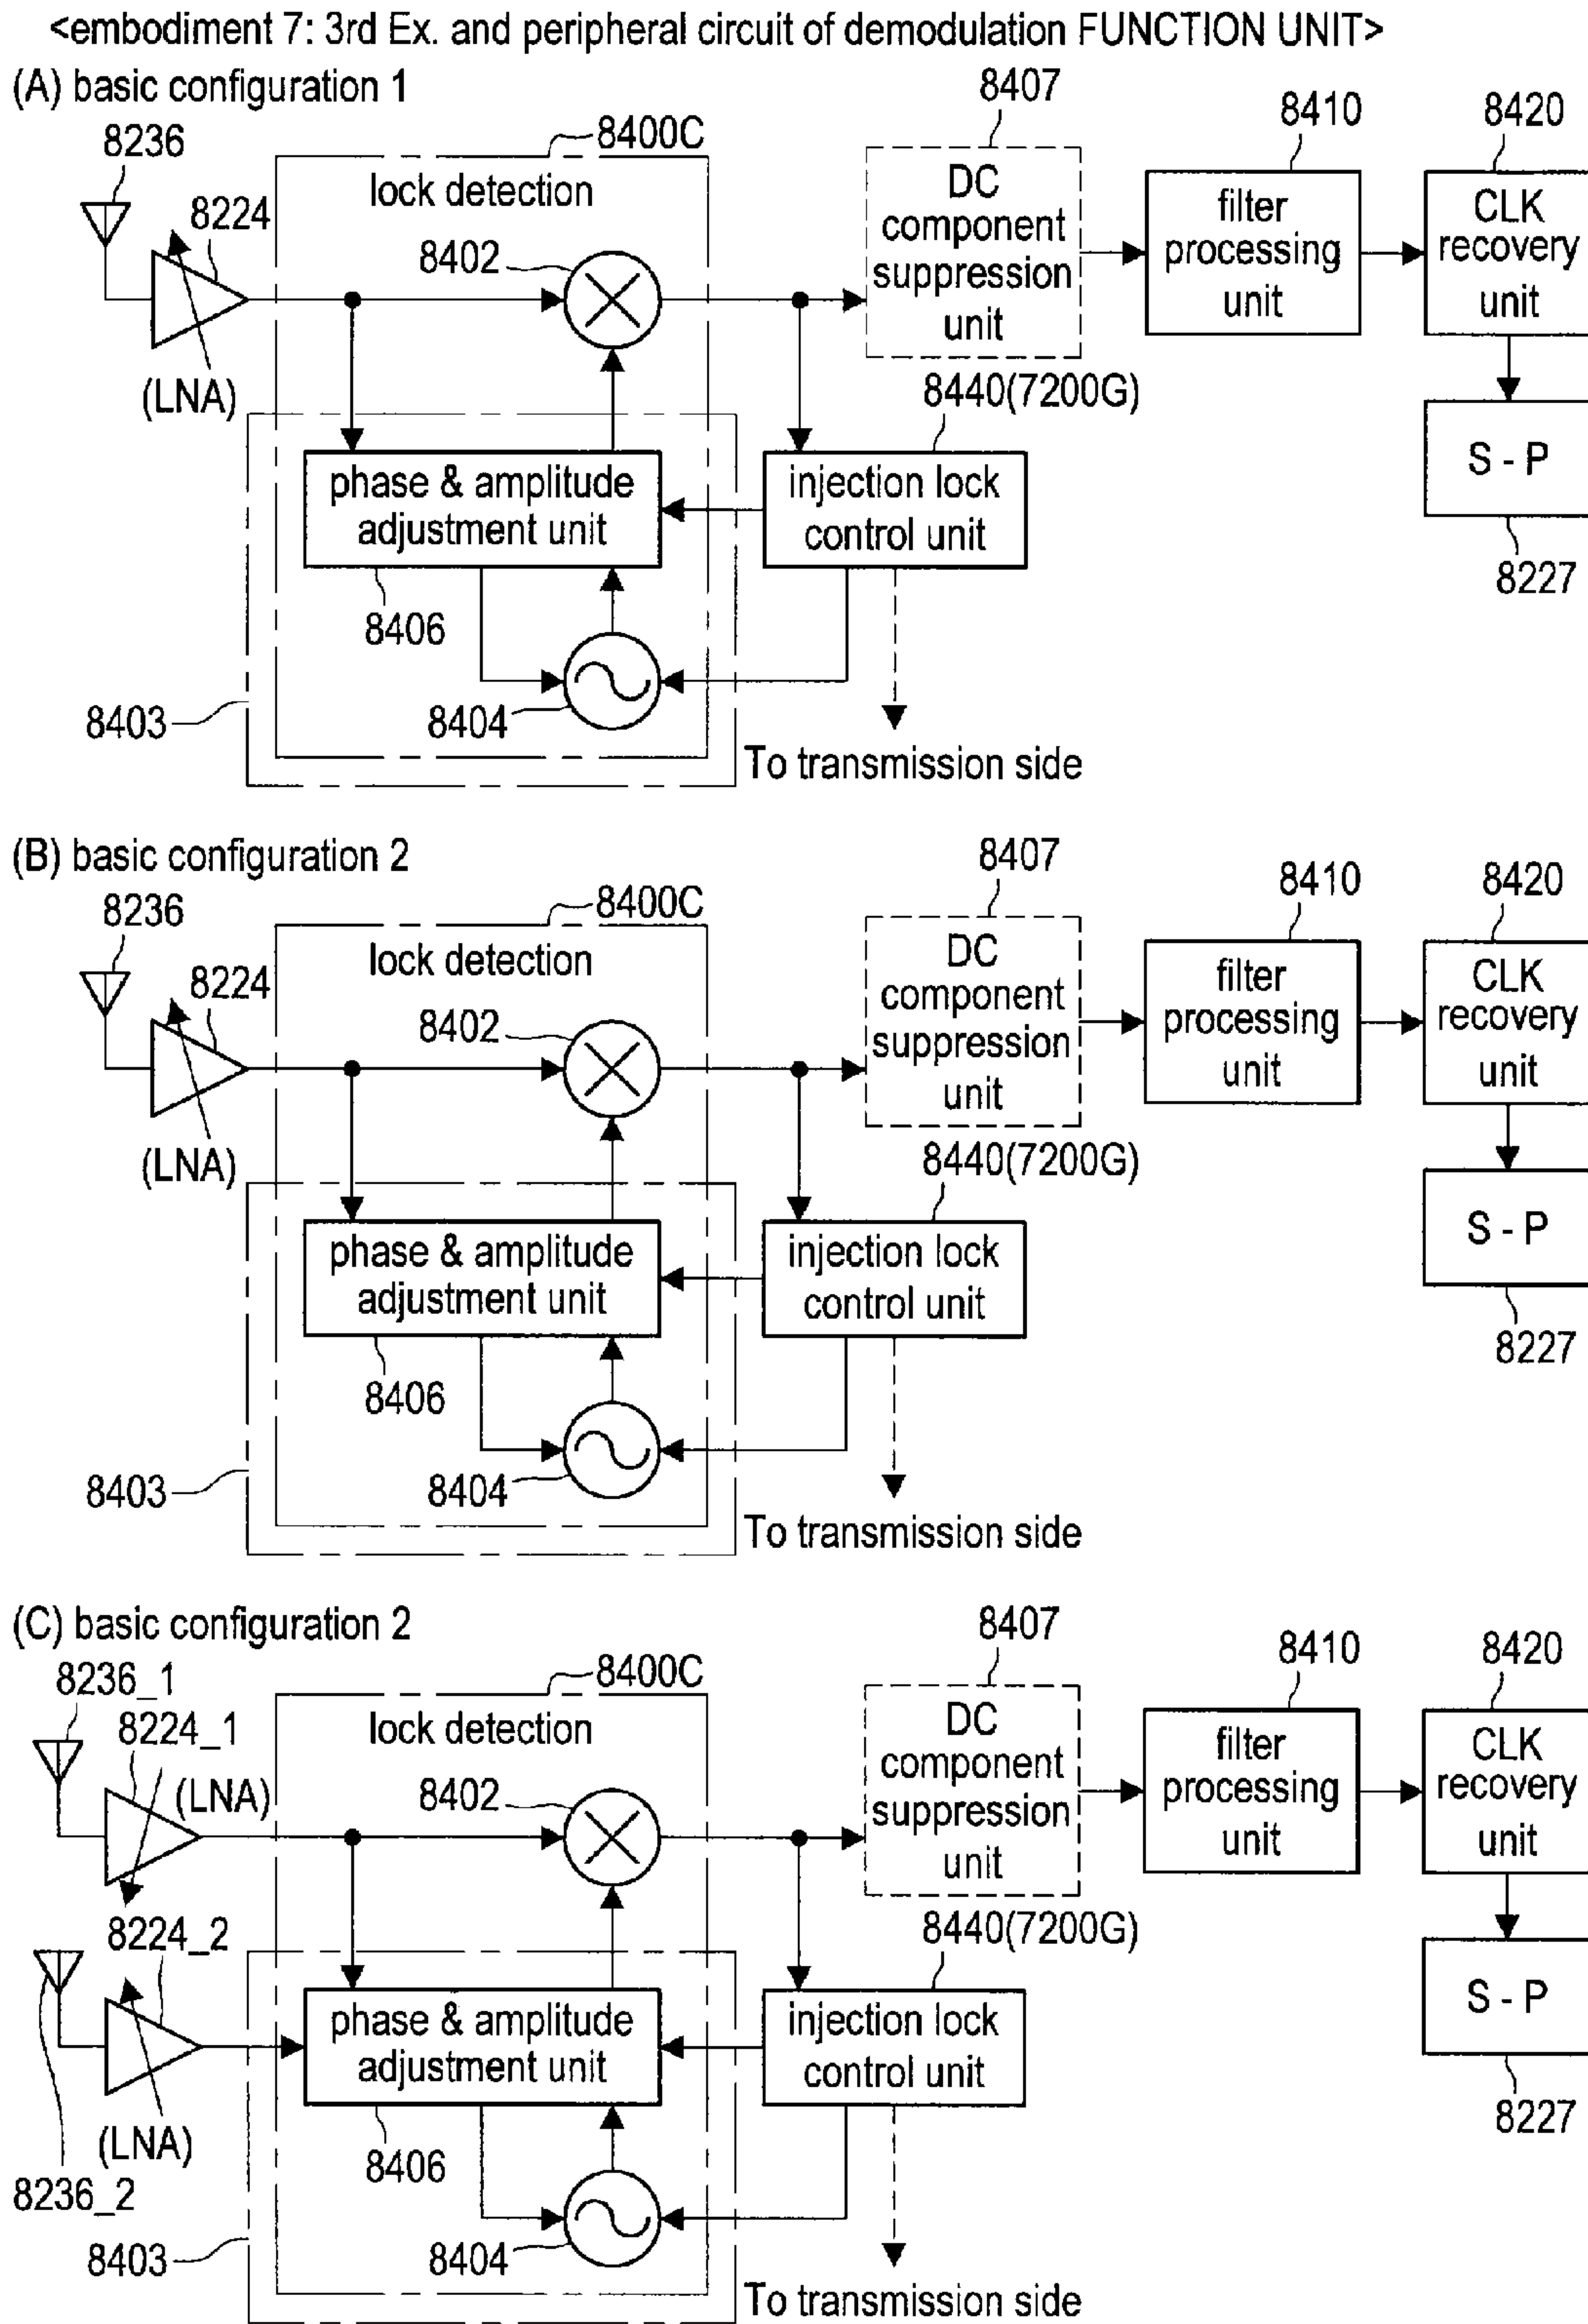 <embodiment 7: 3rd Ex. and peripheral circuit of demodulation FUNCTION UNIT>
(A) basic configuration 1
8236
8224
(LNA)
8400C
lock detection
8402
phase & amplitude
adjustment unit
8406
8404
8403
8407
DC
component
suppression
unit
8440(7200G)
injection lock
control unit
To transmission side
8410
filter
processing
unit
8420
CLK
recovery
unit
S - P
8227
(B) basic configuration 2
8236
8224
(LNA)
8400C
lock detection
8402
phase & amplitude
adjustment unit
8406
8404
8403
8407
DC
component
suppression
unit
8440(7200G)
injection lock
control unit
To transmission side
8410
filter
processing
unit
8420
CLK
recovery
unit
S - P
8227
(C) basic configuration 2
8236_1
8224_1
(LNA)
8224_2
(LNA)
8236_2
8400C
lock detection
8402
phase & amplitude
adjustment unit
8406
8404
8403
8407
DC
component
suppression
unit
8440(7200G)
injection lock
control unit
To transmission side
8410
filter
processing
unit
8420
CLK
recovery
unit
S - P
8227